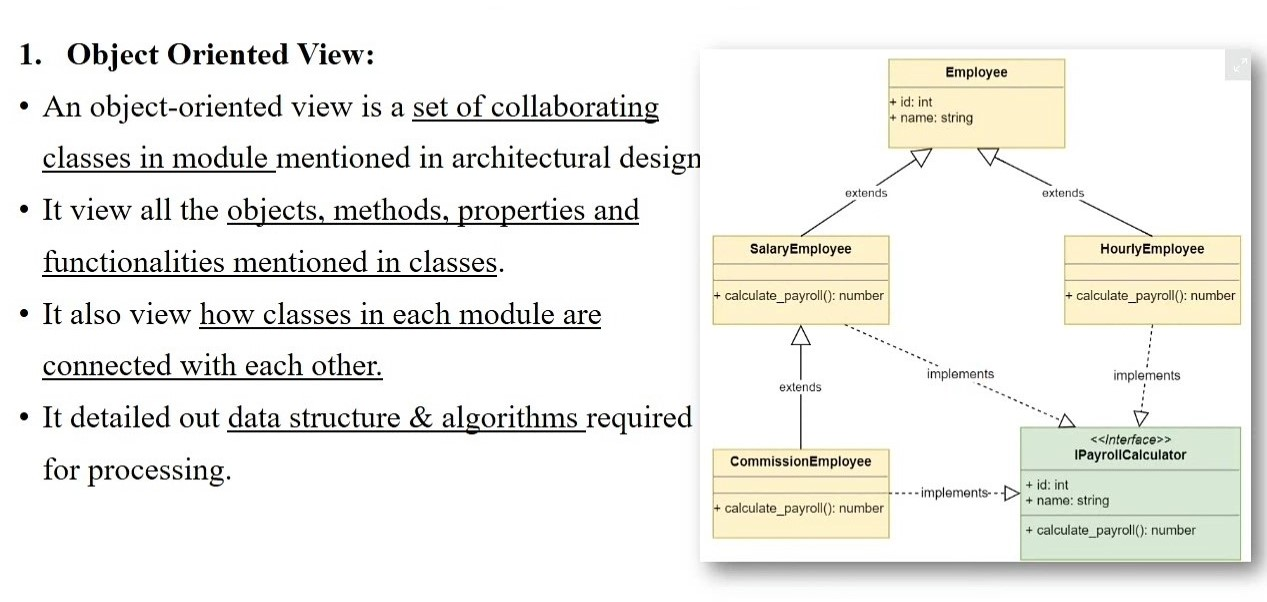 1. Object Oriented View:
• An object-oriented view is a set of collaborating
classes in module mentioned in architectural design
• It view all the objects, methods, properties and
functionalities mentioned in classes.
• It also view how classes in each module are
connected with each other.
• It detailed out data structure & algorithms required
for processing.
Employee
+ id: int
+ name: string
extends
extends
SalaryEmployee
+ calculate_payroll(): number
HourlyEmployee
+ calculate_payroll(): number
extends
implements
implements
CommissionEmployee
+ calculate_payroll(): number
implements
<<Interface>>
IPayrollCalculator
+ id: int
+ name: string
+ calculate_payroll(): number